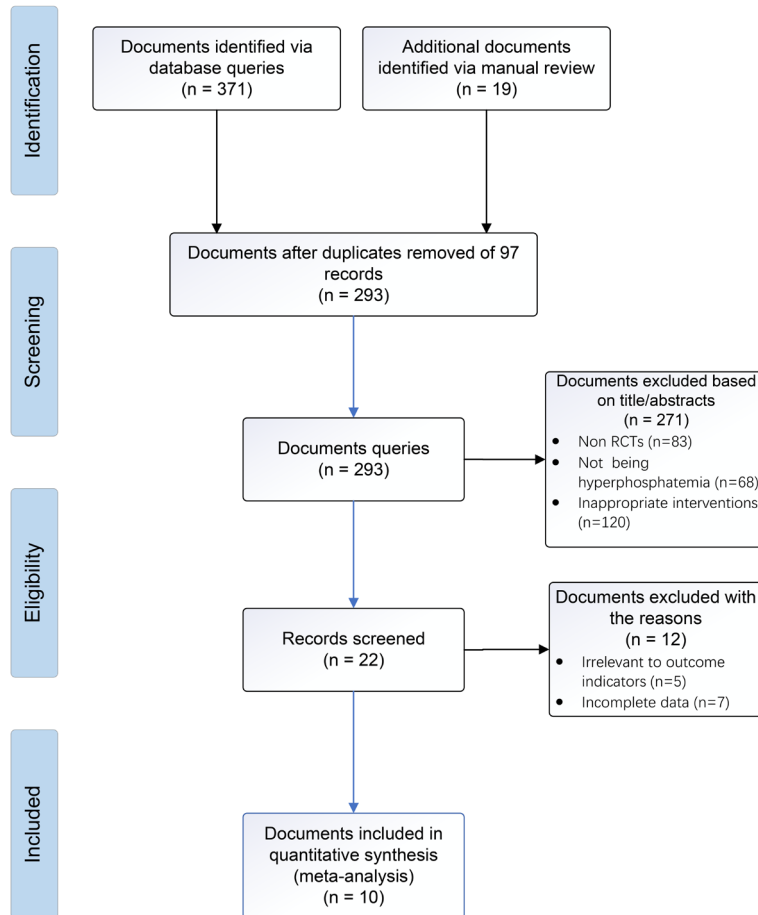 Identification
Documents identified via
database queries
(n = 371)
Additional documents
identified via manual review
(n = 19)
Screening
Documents after duplicates removed of 97
records
(n = 293)
Documents queries
(n = 293)
Documents excluded based
on title/abstracts
(n = 271)
• Non RCTs (n=83)
• Not being
hyperphosphatemia (n=68)
• Inappropriate interventions
(n=120)
Eligibility
Records screened
(n = 22)
Documents excluded with
the reasons
(n = 12)
• Irrelevant to outcome
indicators (n=5)
• Incomplete data (n=7)
Included
Documents included in
quantitative synthesis
(meta-analysis)
(n = 10)